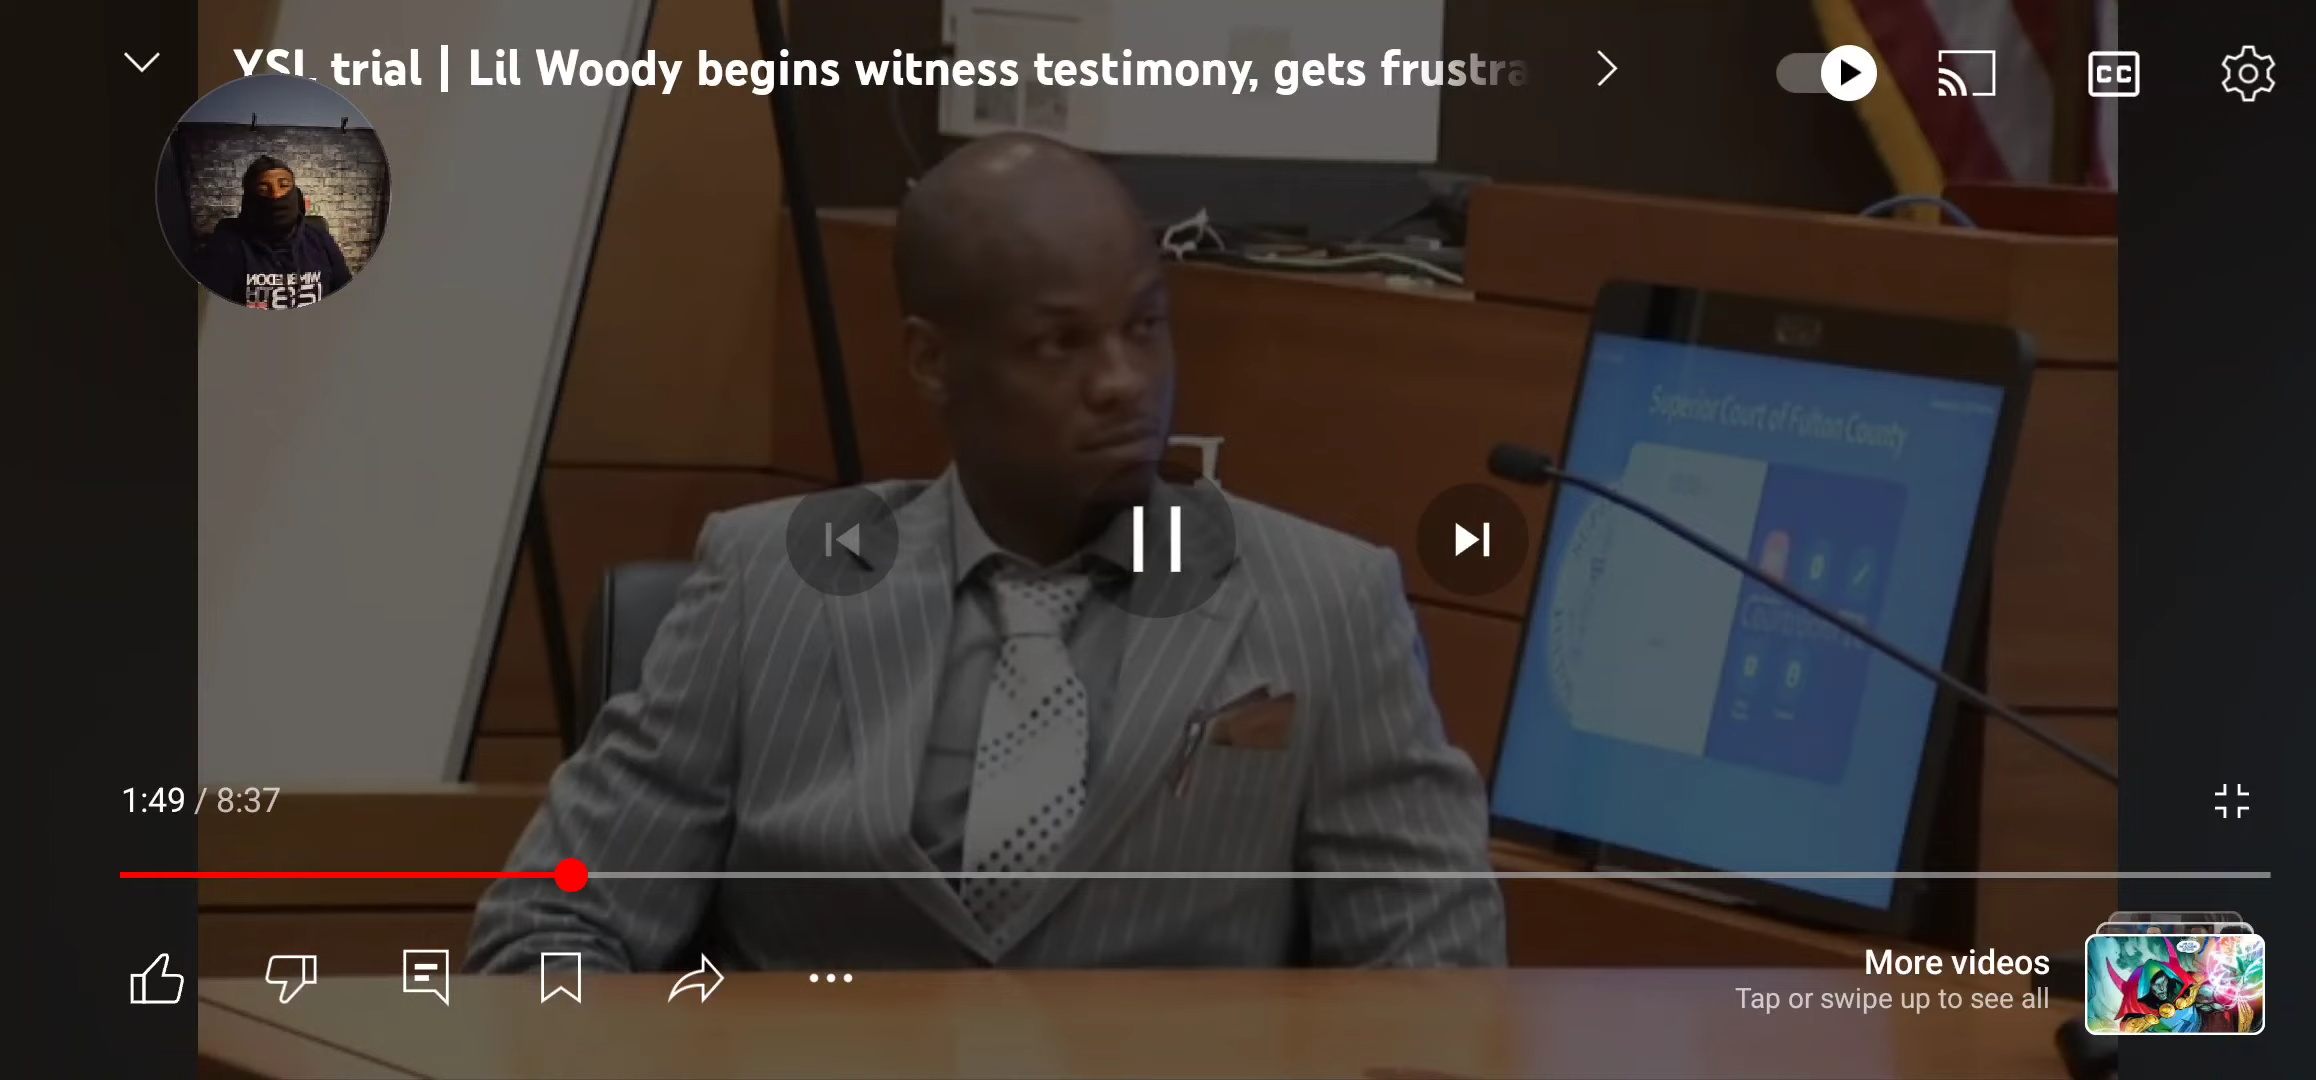 YSL trial | Lil Woody begins witness testimony, gets frustra
CC
Superior Court of Fulton County
1:49 / 8:37
More videos
Tap or swipe up to see all